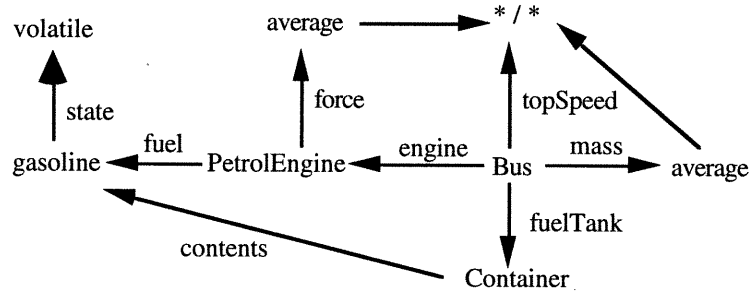 volatile
average
* / *
state
force
topSpeed
gasoline
fuel
PetrolEngine
engine
Bus
mass
average
fuelTank
contents
Container